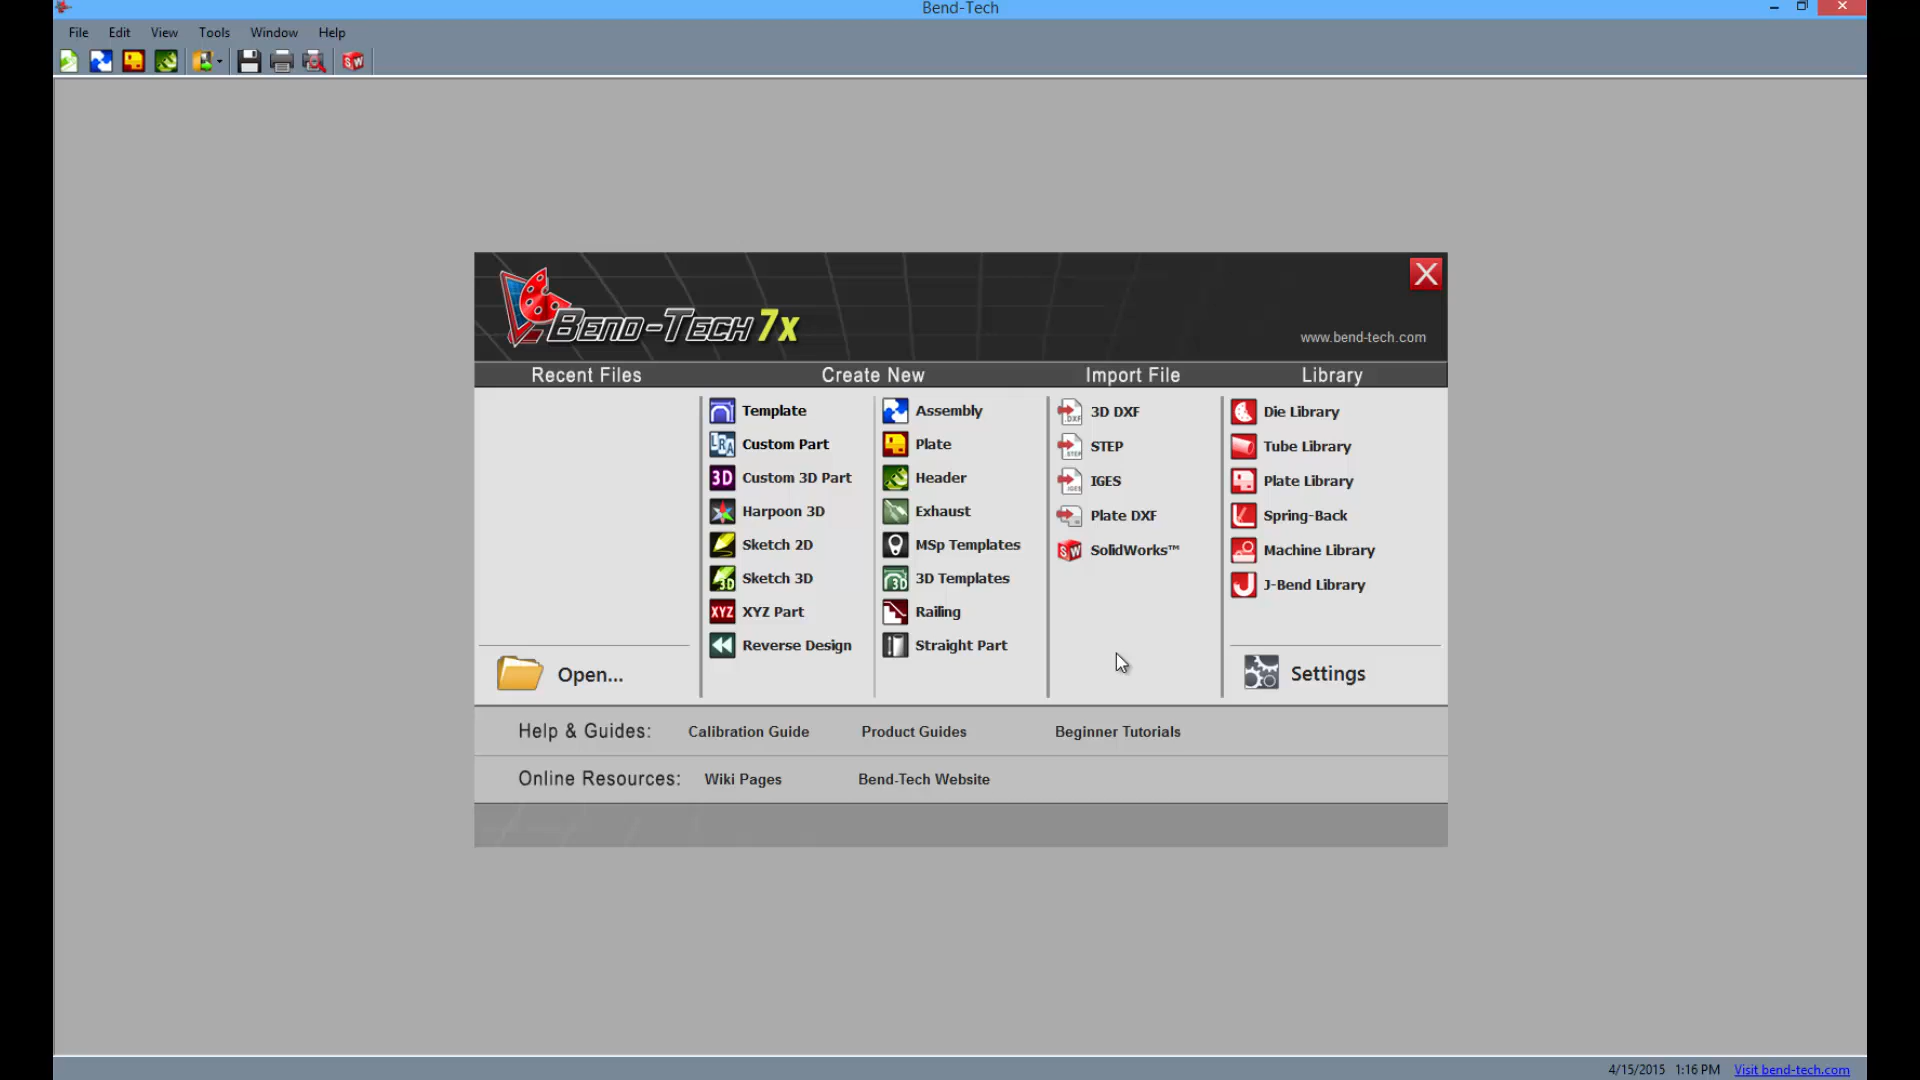 Bend-Tech
File Edit View Tools Window Help
BEND-TECH 7x
www.bend-tech.com
Recent Files Create New Import File Library
Template Assembly 3D DXF Die Library
Custom Part Plate STEP Tube Library
Custom 3D Part Header IGES Plate Library
Harpoon 3D Exhaust Plate DXF Spring-Back
Sketch 2D MSp Templates SolidWorks™ Machine Library
Sketch 3D 3D Templates J-Bend Library
XYZ Part Railing
Reverse Design Straight Part
Open... Settings
Help & Guides: Calibration Guide Product Guides Beginner Tutorials
Online Resources: Wiki Pages Bend-Tech Website
4/15/2015 1:16 PM Visit bend-tech.com